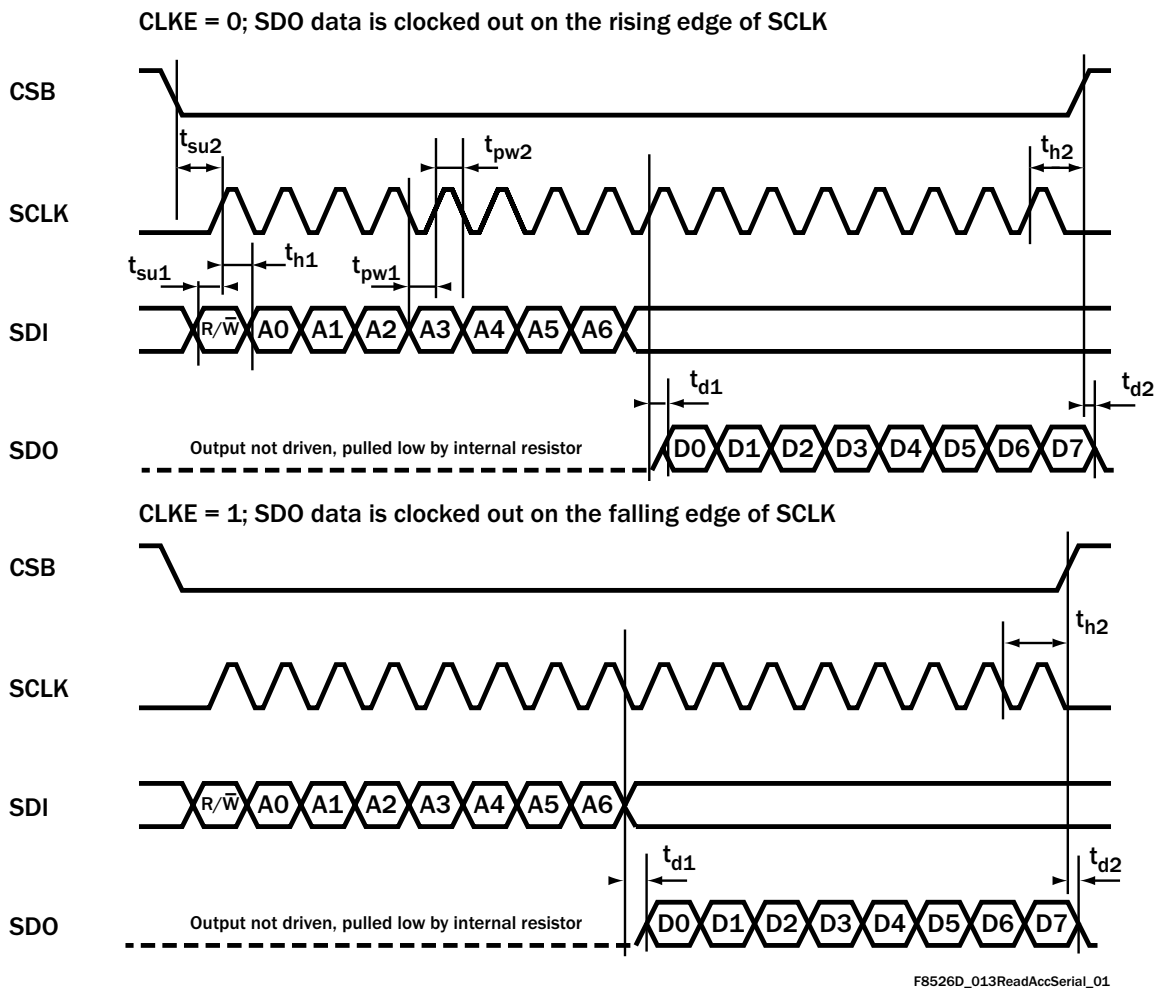 CLKE = 0; SDO data is clocked out on the rising edge of SCLK
CSB
tsu2
tpw2
th2
SCLK
tsu1
th1
tpw1
SDI
R/W̅ A0 A1 A2 A3 A4 A5 A6
td1
td2
SDO
Output not driven, pulled low by internal resistor
D0 D1 D2 D3 D4 D5 D6 D7
CLKE = 1; SDO data is clocked out on the falling edge of SCLK
CSB
th2
SCLK
SDI
R/W̅ A0 A1 A2 A3 A4 A5 A6
td1
td2
SDO
Output not driven, pulled low by internal resistor
D0 D1 D2 D3 D4 D5 D6 D7
F8526D_013ReadAccSerial_01